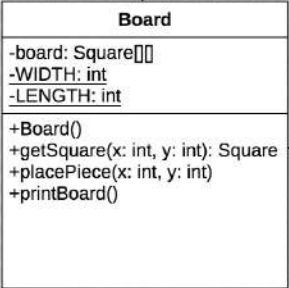 Board
-board: Square[][]
-WIDTH: int
-LENGTH: int
+Board()
+getSquare(x: int, y: int): Square
+placePiece(x: int, y: int)
+printBoard()